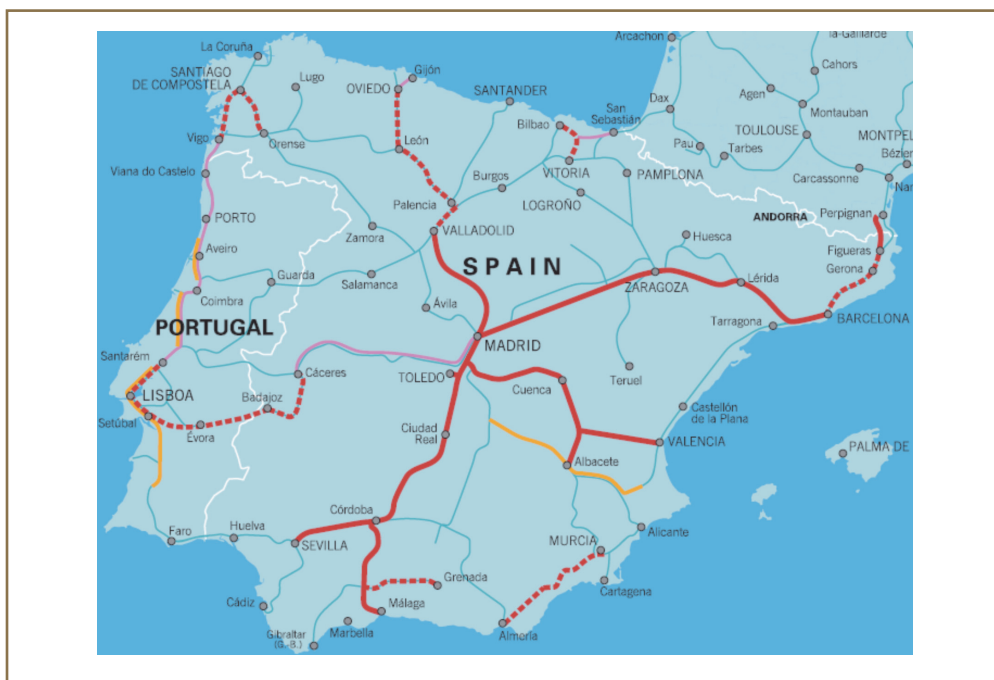 Arcachon
la-Gaillarde
La Coruña
Gijón
Cahors
SANTIAGO
DE COMPOSTELA
Lugo
OVIEDO
SANTANDER
San
Sebastián
Dax
Agen
Montauban
Bilbao
TOULOUSE
MONTPEL
Vigo
Orense
León
Pau
Tarbes
Bézier
VITORIA
PAMPLONA
Carcassonne
Nar
Viana do Castelo
Burgos
LOGROÑO
Palencia
ANDORRA
Perpignan
PORTO
Zamora
VALLADOLID
Huesca
Figueras
Aveiro
SPAIN
Gerona
Guarda
Salamanca
ZARAGOZA
Lérida
Coimbra
Ávila
BARCELONA
PORTUGAL
Tarragona
MADRID
Santarém
Cáceres
TOLEDO
Cuenca
Teruel
LISBOA
Badajoz
Castellón
de la Plana
Setúbal
Évora
Ciudad
Real
VALENCIA
PALMA DE
Albacete
Córdoba
Faro
Huelva
SEVILLA
MURCIA
Alicante
Grenada
Cartagena
Cádiz
Málaga
Marbella
Almería
Gibraltar
(G.-B.)